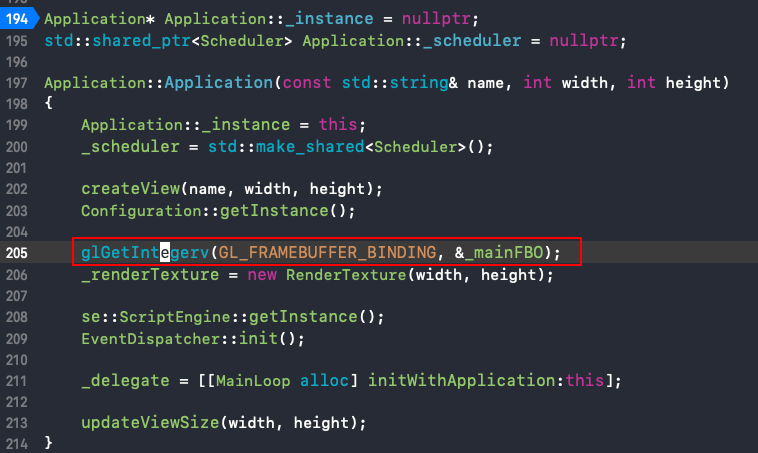 194 Application* Application::_instance = nullptr;
195 std::shared_ptr<Scheduler> Application::_scheduler = nullptr;
196
197 Application::Application(const std::string& name, int width, int height)
198 {
199     Application::_instance = this;
200     _scheduler = std::make_shared<Scheduler>();
201
202     createView(name, width, height);
203     Configuration::getInstance();
204
205     glGetIntegerv(GL_FRAMEBUFFER_BINDING, &_mainFBO);
206     _renderTexture = new RenderTexture(width, height);
207
208     se::ScriptEngine::getInstance();
209     EventDispatcher::init();
210
211     _delegate = [[MainLoop alloc] initWithApplication:this];
212
213     updateViewSize(width, height);
214 }